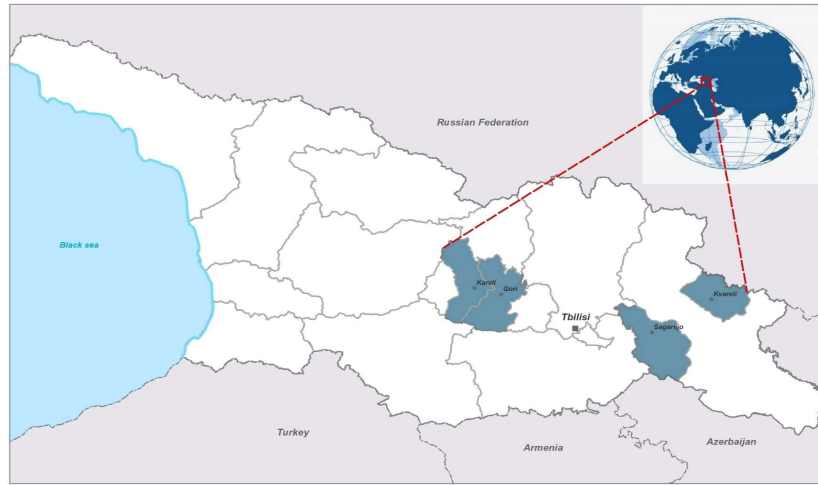 Russian Federation
Black sea
Kareli
Gori
Kvareli
Tbilisi
Sagarejo
Turkey
Armenia
Azerbaijan